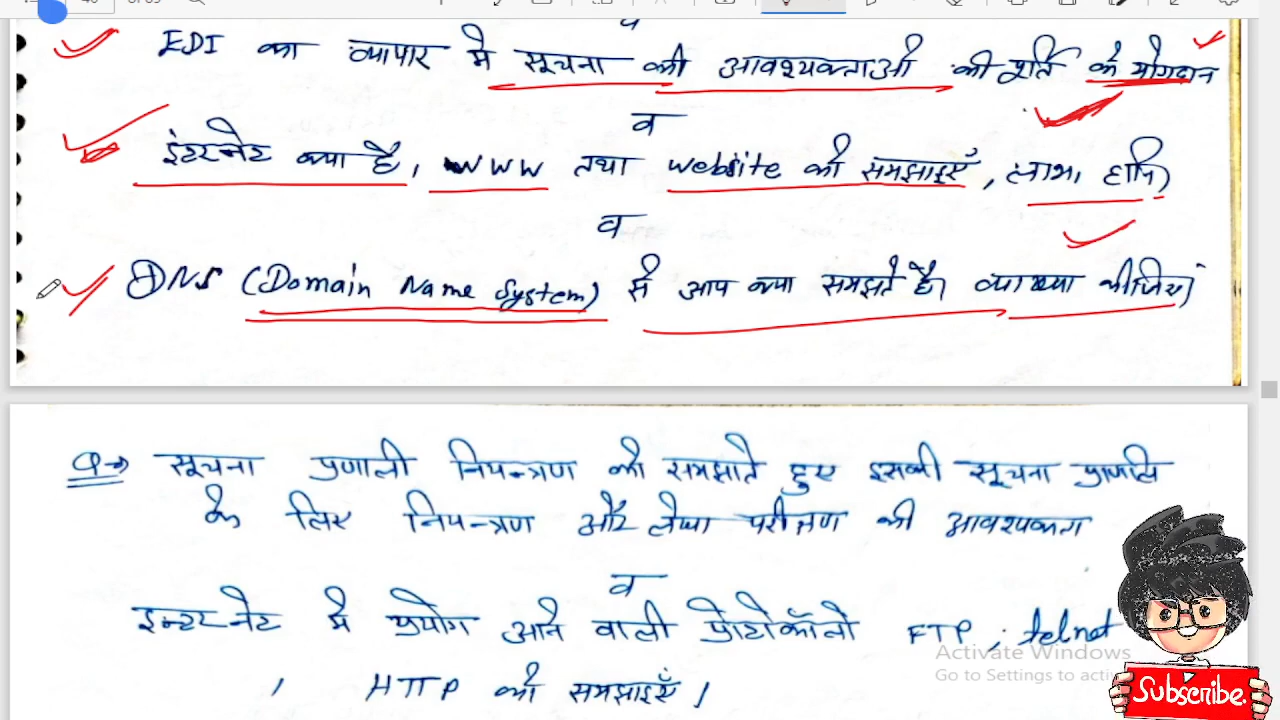 EDI का व्यापार मे सूचना की आवश्यकताओ की पूर्ति के योगदान
व
इंटरनेट क्या है, WWW तथा website को समझाइएँ, लाभ, हानि
व
DNS (Domain Name System) से आप क्या समझते है। व्याख्या कीजिये।
Q→ सूचना प्रणाली नियन्त्रण को समझाते हुए इसकी सूचना प्रणालि
के लिए नियन्त्रण और लेखा परीक्षण की आवश्यकता
व
इन्टरनेट मे प्रयोग आने वाली प्रोटोकॉलो FTP, telnet
, HTTP को समझाइएँ।
Activate Windows
Go to Settings to acti
Subscribe